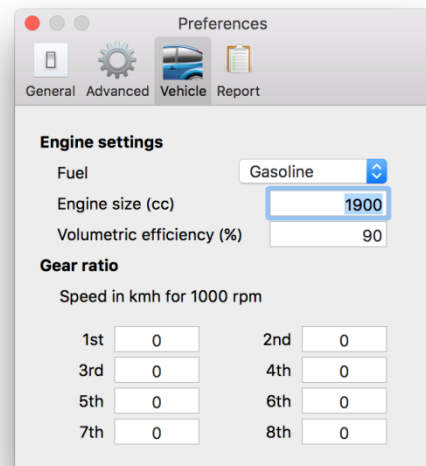 Preferences
General Advanced Vehicle Report
Engine settings
Fuel Gasoline
Engine size (cc) 1900
Volumetric efficiency (%) 90
Gear ratio
Speed in kmh for 1000 rpm
1st 0 2nd 0
3rd 0 4th 0
5th 0 6th 0
7th 0 8th 0